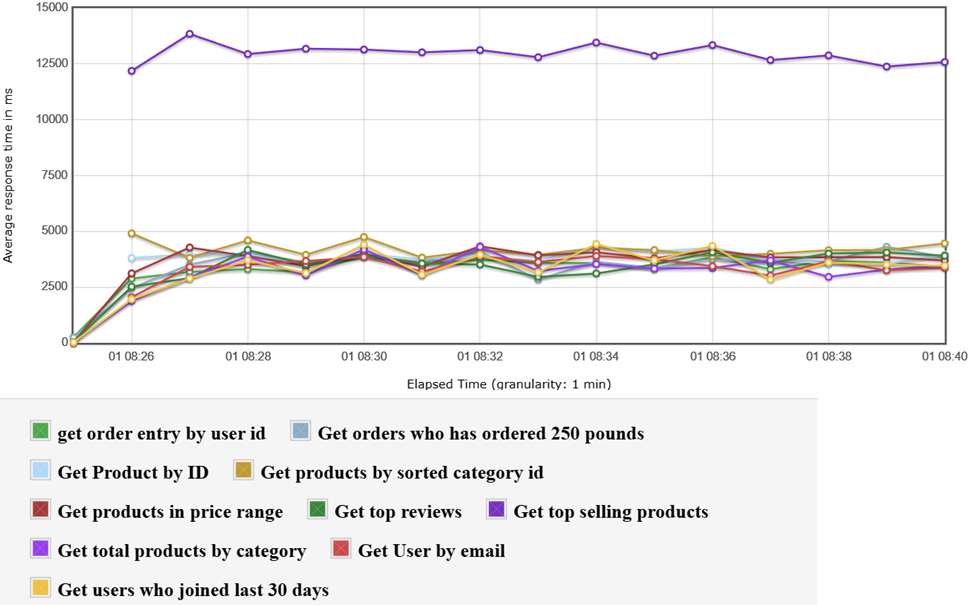 15000
12500
10000
7500
5000
2500
0
Average response time in ms
01 08:26 01 08:28 01 08:30 01 08:32 01 08:34 01 08:36 01 08:38 01 08:40
Elapsed Time (granularity: 1 min)
get order entry by user id Get orders who has ordered 250 pounds
Get Product by ID Get products by sorted category id
Get products in price range Get top reviews Get top selling products
Get total products by category Get User by email
Get users who joined last 30 days